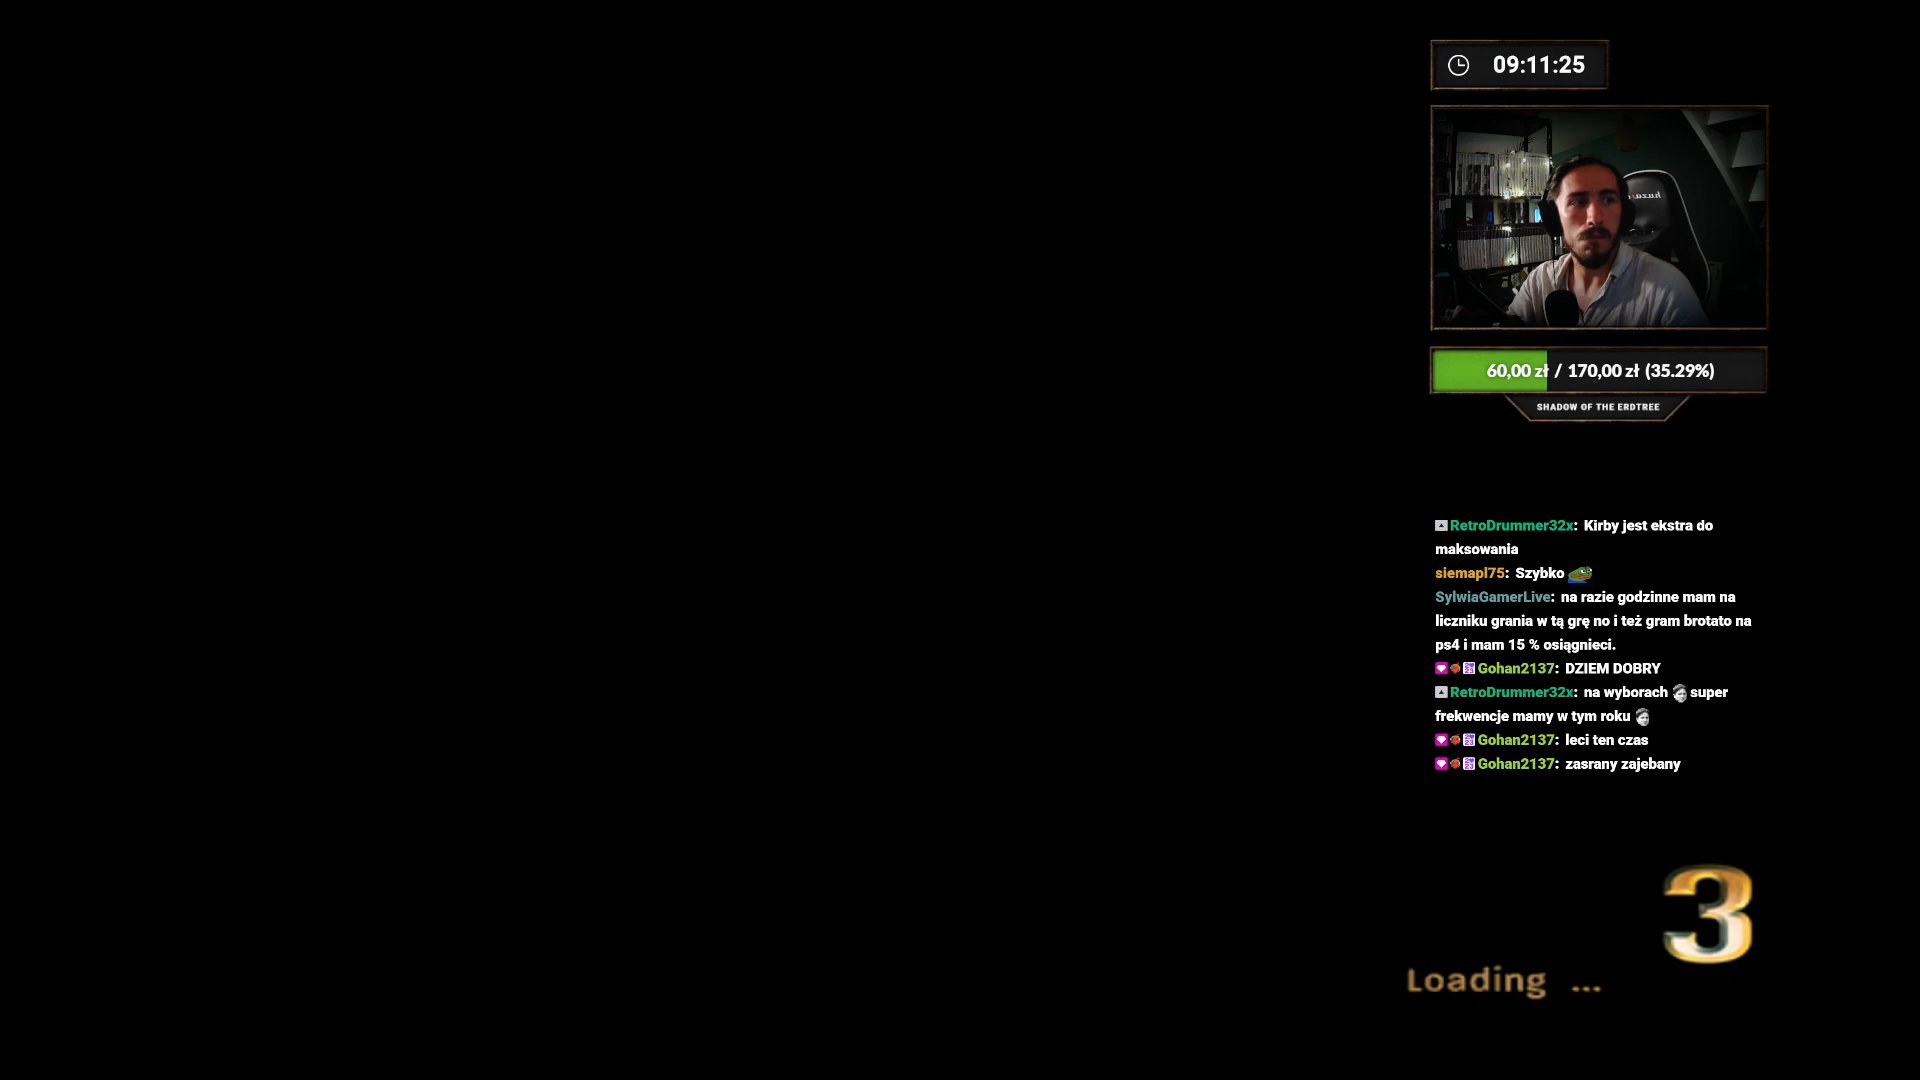 09:11:25
60,00 zł / 170,00 zł (35.29%)
SHADOW OF THE ERDTREE
RetroDrummer32x: Kirby jest ekstra do
maksowania
siemapl75: Szybko
SylwiaGamerLive: na razie godzinne mam na
liczniku grania w tą grę no i też gram brotato na
ps4 i mam 15 % osiągnieci.
Gohan2137: DZIEM DOBRY
RetroDrummer32x: na wyborach super
frekwencje mamy w tym roku
Gohan2137: leci ten czas
Gohan2137: zasrany zajebany
3
Loading ...